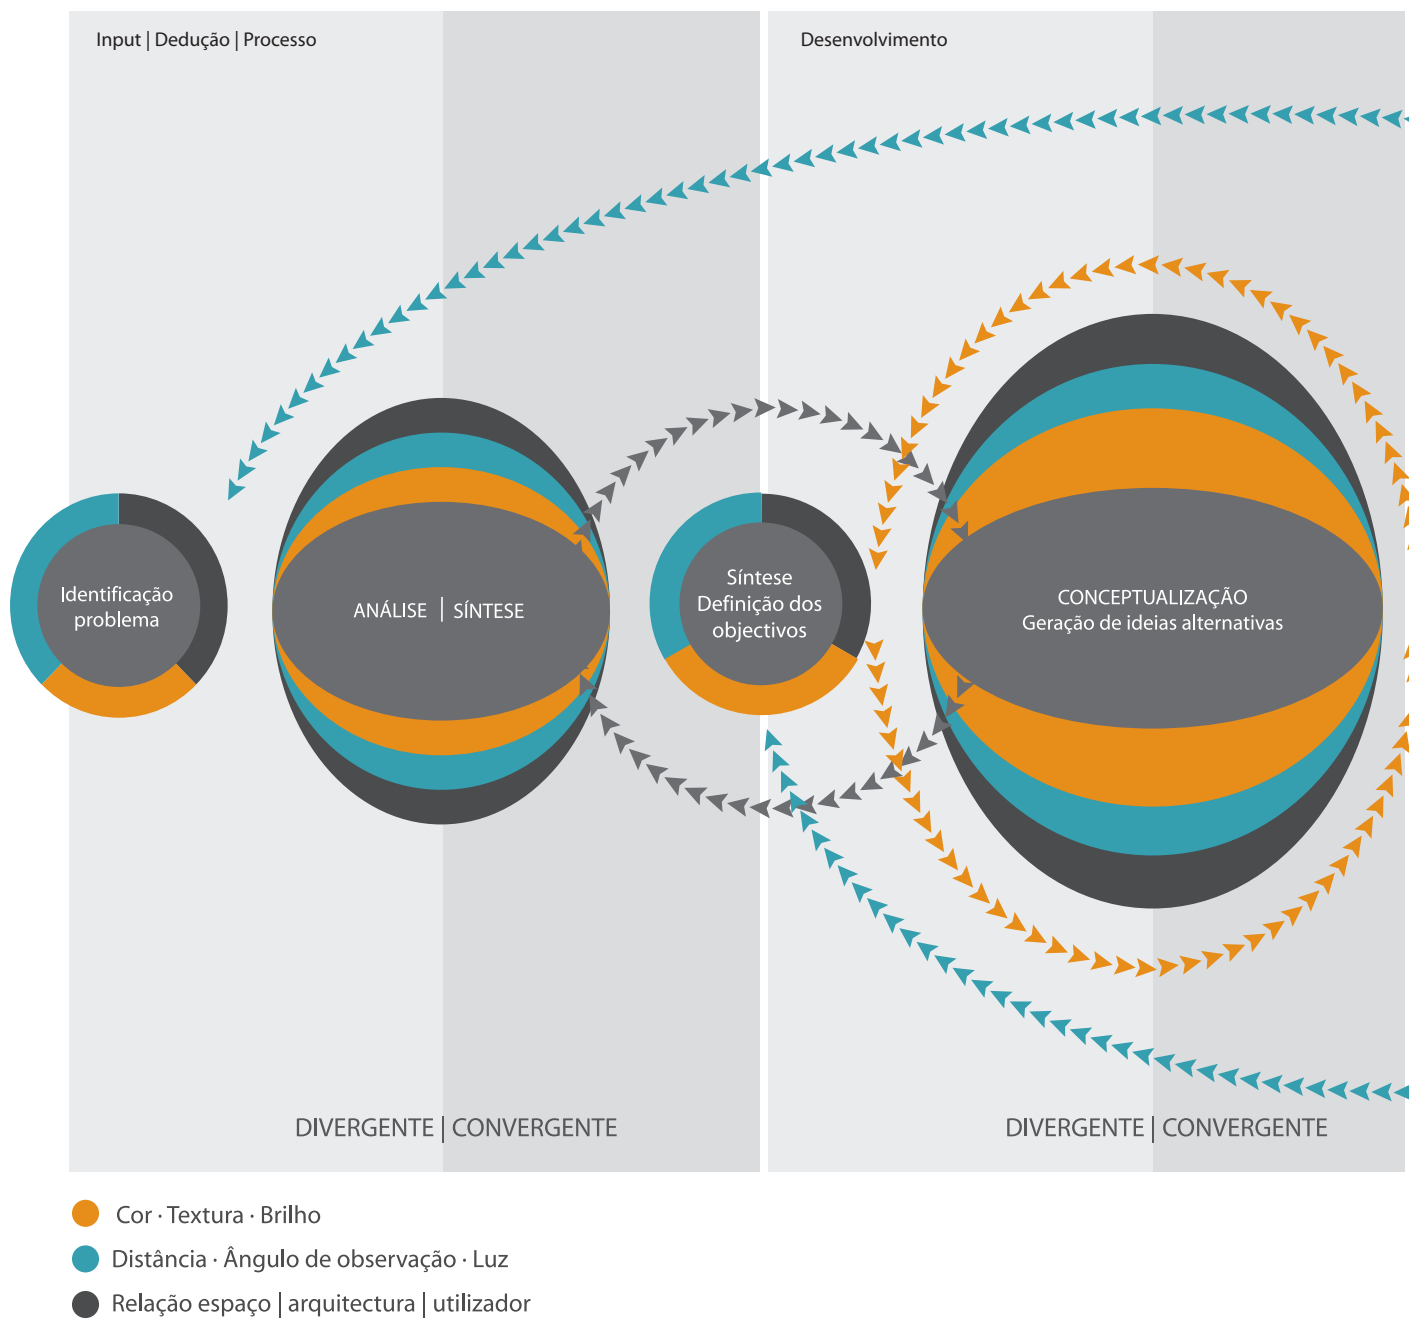 Input | Dedução | Processo
Desenvolvimento
Identificação
problema
ANÁLISE | SÍNTESE
Síntese
Definição dos
objectivos
CONCEPTUALIZAÇÃO
Geração de ideias alternativas
DIVERGENTE | CONVERGENTE
DIVERGENTE | CONVERGENTE
Cor · Textura · Brilho
Distância · Ângulo de observação · Luz
Relação espaço | arquitectura | utilizador